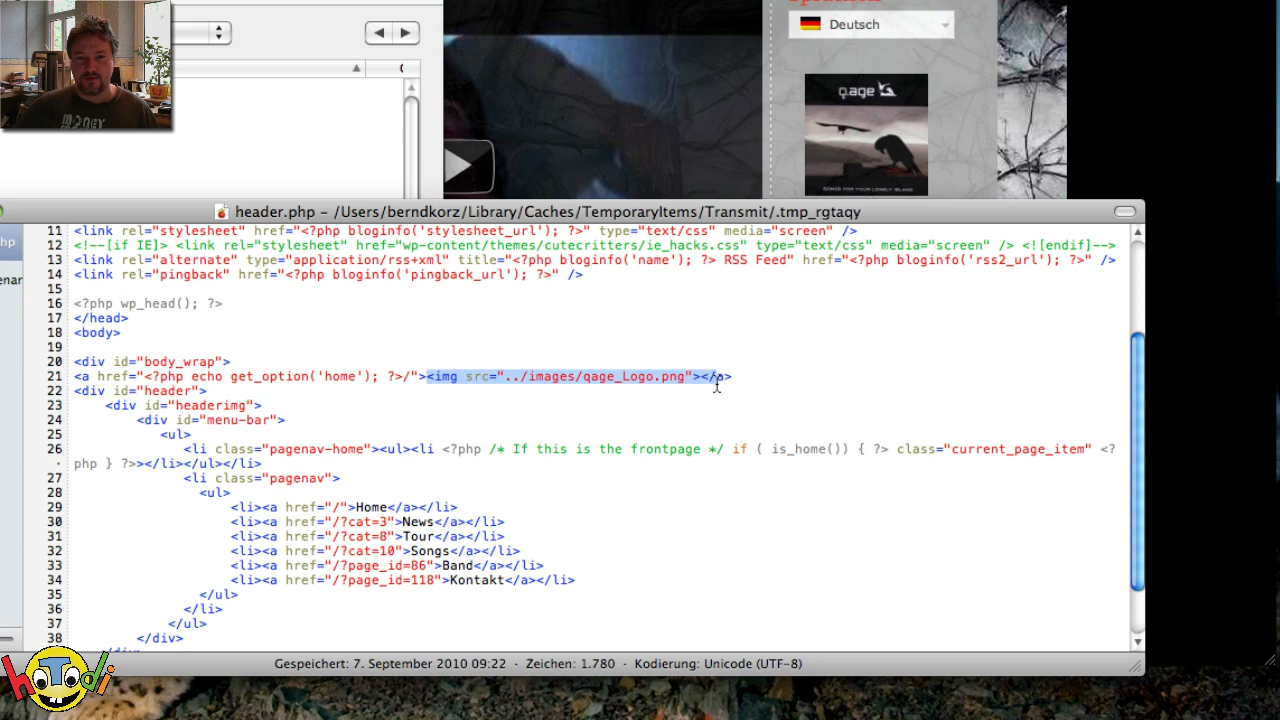 Deutsch
q.age
SONGS FOR YOUR LONELY ISLAND
header.php – /Users/berndkorz/Library/Caches/TemporaryItems/Transmit/.tmp_rgtaqy
hp
enar
11 <link rel="stylesheet" href="<?php bloginfo('stylesheet_url'); ?>" type="text/css" media="screen" />
12 <!--[if IE]> <link rel="stylesheet" href="wp-content/themes/cutecritters/ie_hacks.css" type="text/css" media="screen" /> <![endif]-->
13 <link rel="alternate" type="application/rss+xml" title="<?php bloginfo('name'); ?> RSS Feed" href="<?php bloginfo('rss2_url'); ?>" />
14 <link rel="pingback" href="<?php bloginfo('pingback_url'); ?>" />
15
16 <?php wp_head(); ?>
17 </head>
18 <body>
19
20 <div id="body_wrap">
21 <a href="<?php echo get_option('home'); ?>/"><img src="../images/qage_Logo.png"></a>
22 <div id="header">
23 <div id="headerimg">
24 <div id="menu-bar">
25 <ul>
26 <li class="pagenav-home"><ul><li <?php /* If this is the frontpage */ if ( is_home()) { ?> class="current_page_item" <?
· php } ?>></li></ul></li>
27 <li class="pagenav">
28 <ul>
29 <li><a href="/">Home</a></li>
30 <li><a href="/?cat=3">News</a></li>
31 <li><a href="/?cat=8">Tour</a></li>
32 <li><a href="/?cat=10">Songs</a></li>
33 <li><a href="/?page_id=86">Band</a></li>
34 <li><a href="/?page_id=118">Kontakt</a></li>
35 </ul>
36 </li>
37 </ul>
38 </div>
Gespeichert: 7. September 2010 09:22 · Zeichen: 1.780 · Kodierung: Unicode (UTF-8)
hoTodi